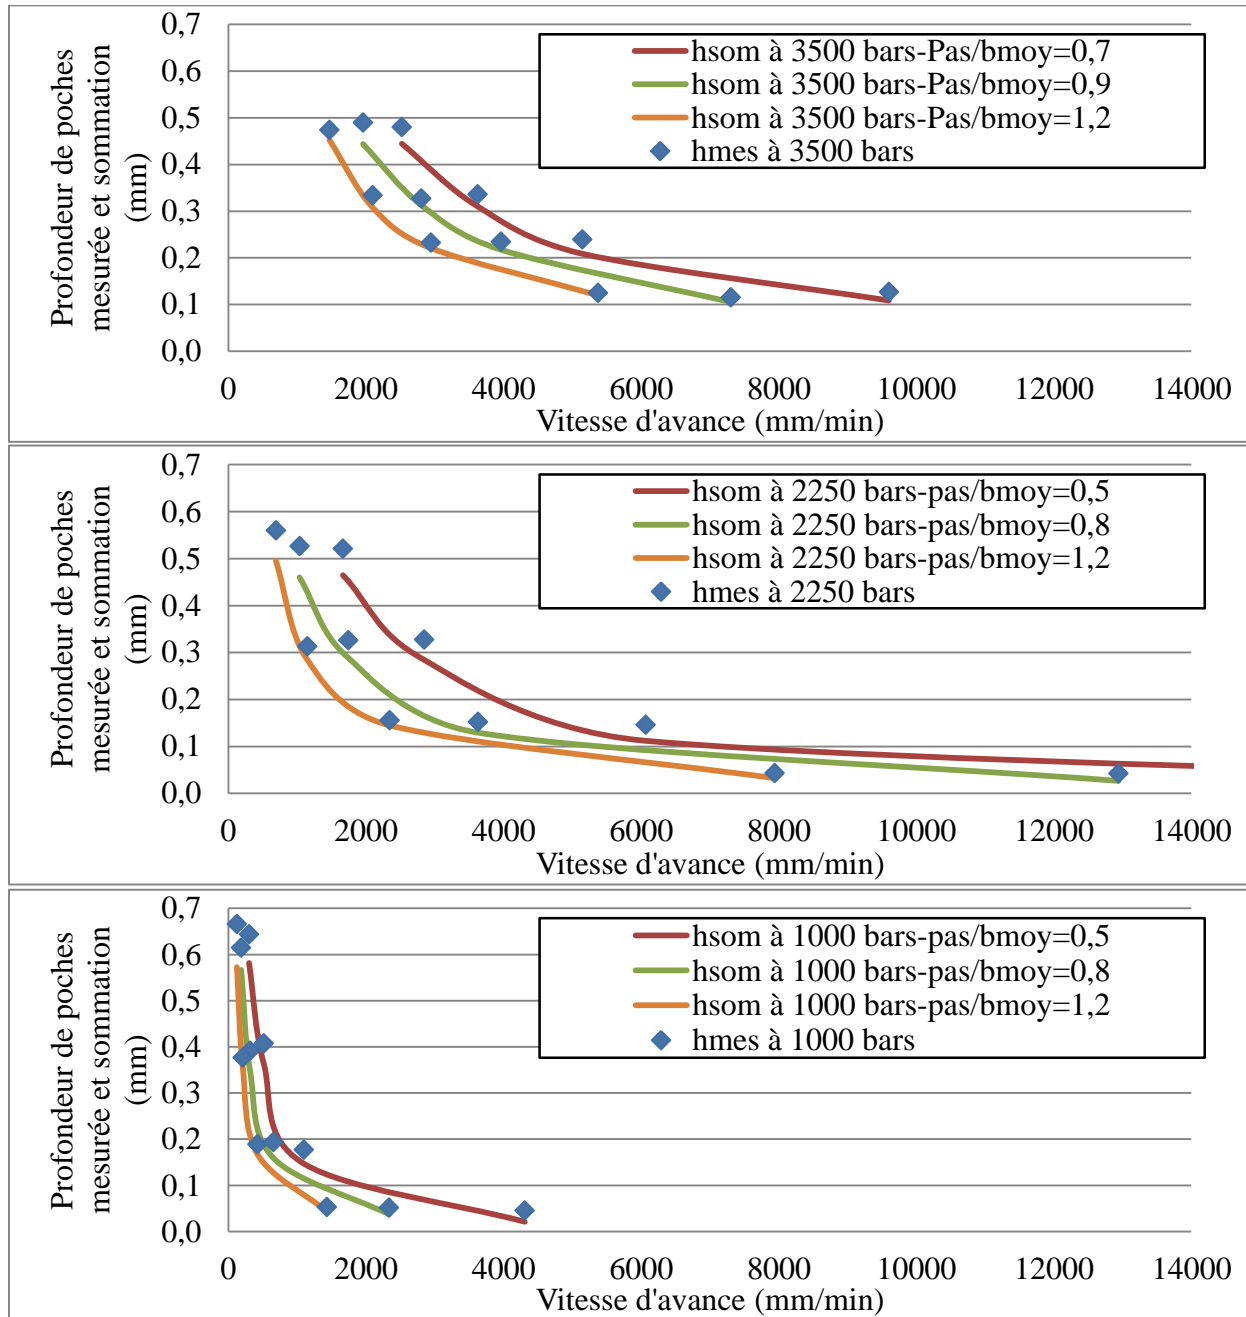 Profondeur de poches
mesurée et sommation
(mm)
0,7
0,6
0,5
0,4
0,3
0,2
0,1
0,0
hsom à 3500 bars-Pas/bmoy=0,7
hsom à 3500 bars-Pas/bmoy=0,9
hsom à 3500 bars-Pas/bmoy=1,2
hmes à 3500 bars
0 2000 4000 6000 8000 10000 12000 14000
Vitesse d'avance (mm/min)
Profondeur de poches
mesurée et sommation
(mm)
0,7
0,6
0,5
0,4
0,3
0,2
0,1
0,0
hsom à 2250 bars-pas/bmoy=0,5
hsom à 2250 bars-pas/bmoy=0,8
hsom à 2250 bars-pas/bmoy=1,2
hmes à 2250 bars
0 2000 4000 6000 8000 10000 12000 14000
Vitesse d'avance (mm/min)
Profondeur de poches
mesurée et sommation
(mm)
0,7
0,6
0,5
0,4
0,3
0,2
0,1
0,0
hsom à 1000 bars-pas/bmoy=0,5
hsom à 1000 bars-pas/bmoy=0,8
hsom à 1000 bars-pas/bmoy=1,2
hmes à 1000 bars
0 2000 4000 6000 8000 10000 12000 14000
Vitesse d'avance (mm/min)